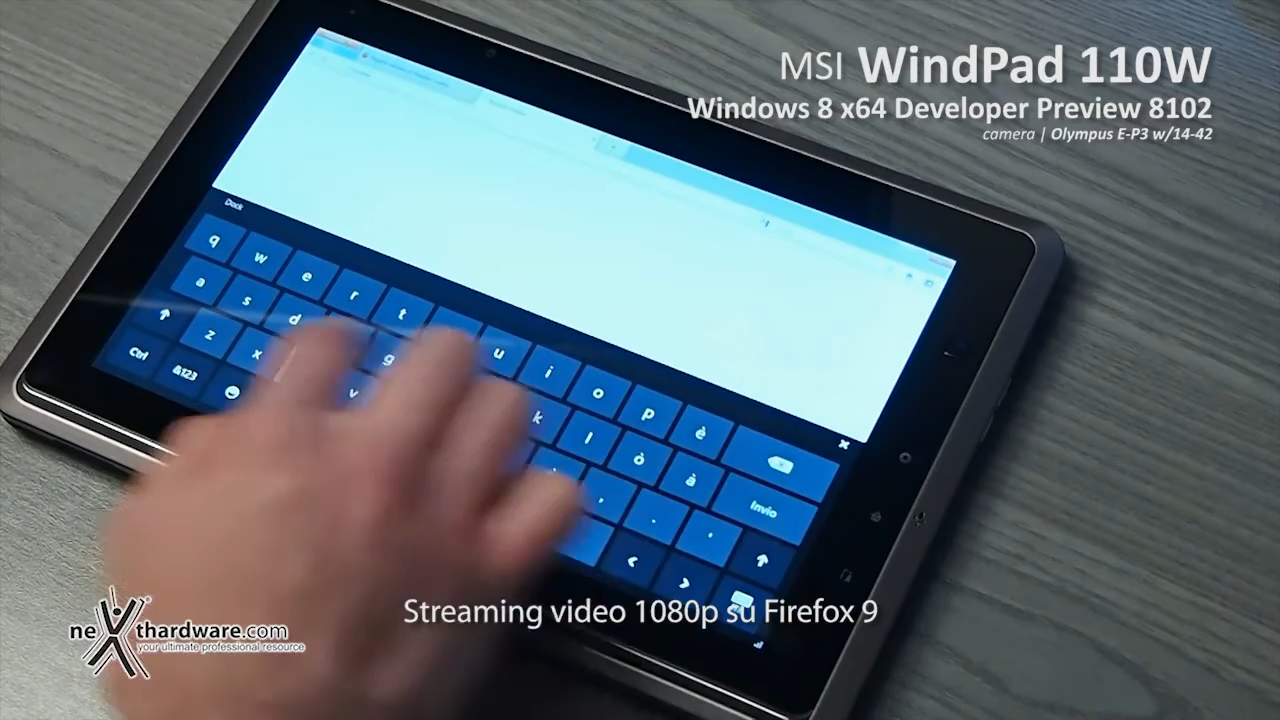 MSI WindPad 110W
Windows 8 x64 Developer Preview 8102
camera | Olympus E-P3 w/14-42
Dock
q w e r t u i o p è
a s d g k l ò à Invio
z x v , . '
Ctrl &123 < >
Streaming video 1080p su Firefox 9
neXthardware.com
your ultimate professional resource